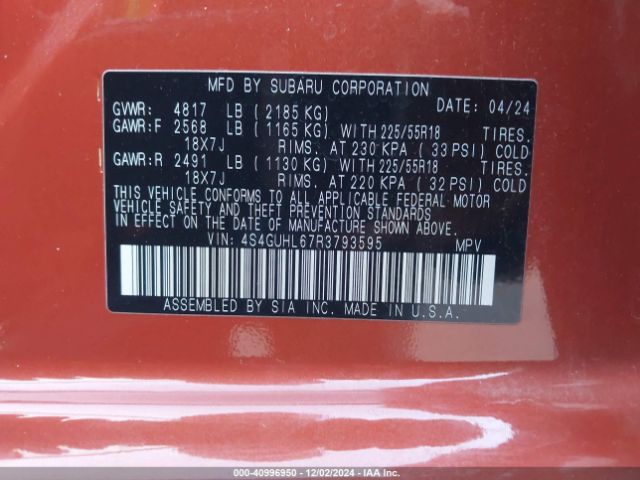 MFD BY SUBARU CORPORATION
GVWR: 4817 LB ( 2185 KG) DATE: 04/24
GAWR:F 2568 LB ( 1165 KG) WITH 225/55R18 TIRES.
18X7J RIMS. AT 230 KPA ( 33 PSI) COLD
GAWR:R 2491 LB ( 1130 KG) WITH 225/55R18 TIRES.
18X7J RIMS. AT 220 KPA ( 32 PSI) COLD
THIS VEHICLE CONFORMS TO ALL APPLICABLE FEDERAL MOTOR
VEHICLE SAFETY AND THEFT PREVENTION STANDARDS
IN EFFECT ON THE DATE OF MANUFACTURE SHOWN ABOVE.
VIN: 4S4GUHL67R3793595 MPV
ASSEMBLED BY SIA INC. MADE IN U.S.A.
000-40996950 | 12/02/2024 | IAA Inc.